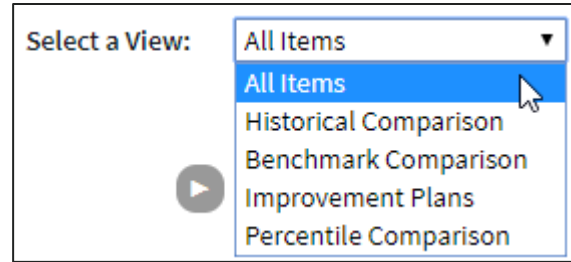 Select a View: All Items
All Items
Historical Comparison
Benchmark Comparison
Improvement Plans
Percentile Comparison